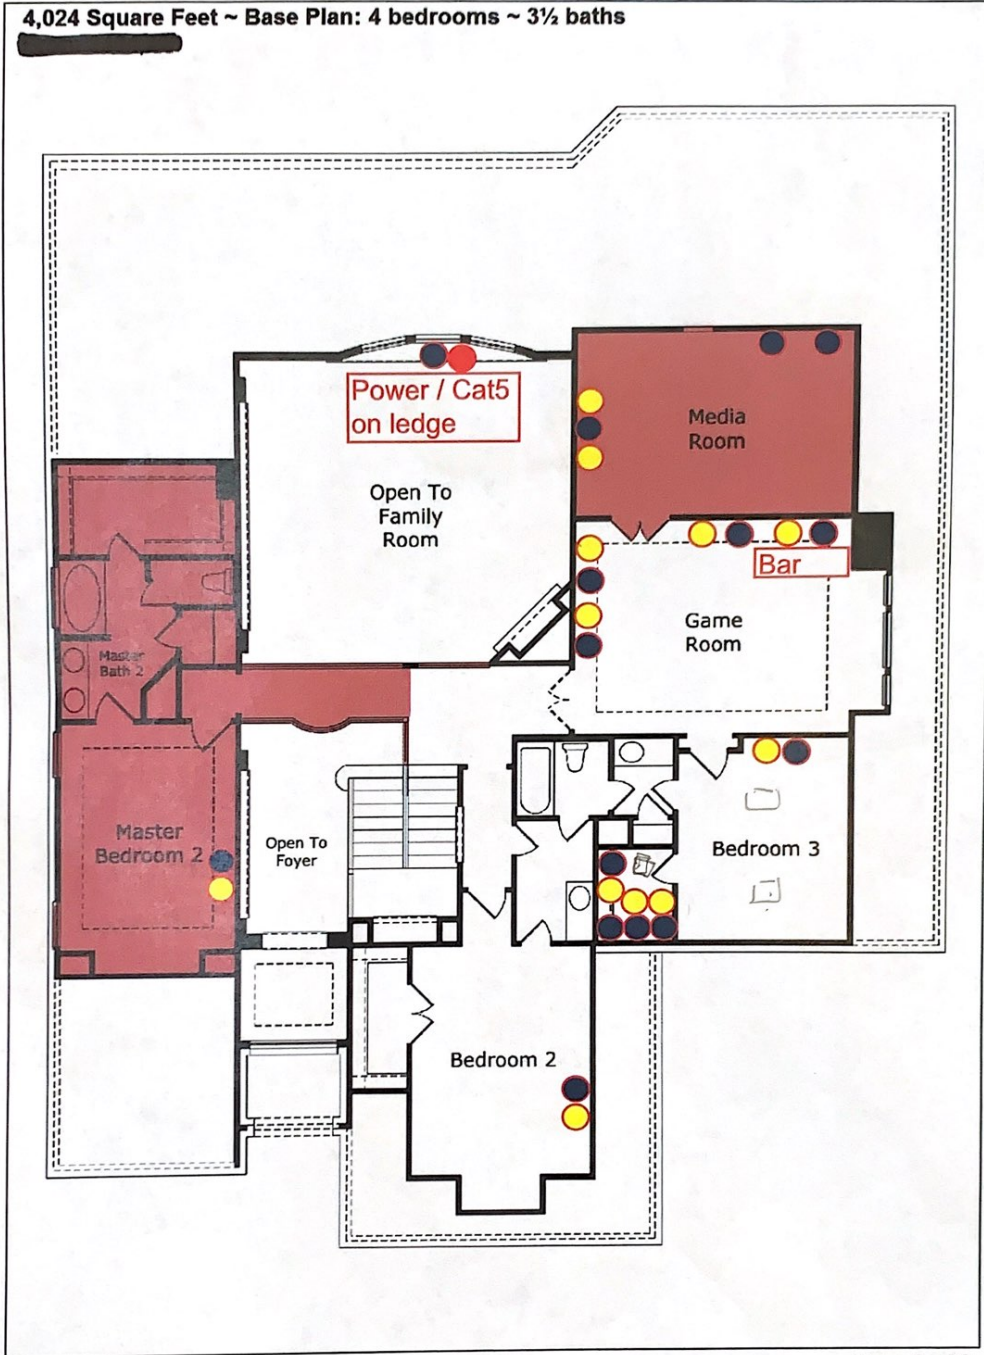 4,024 Square Feet ~ Base Plan: 4 bedrooms ~ 3½ baths
Power / Cat5
on ledge
Media
Room
Open To
Family
Room
Bar
Game
Room
Master
Bath 2
Master
Bedroom 2
Open To
Foyer
Bedroom 3
Bedroom 2